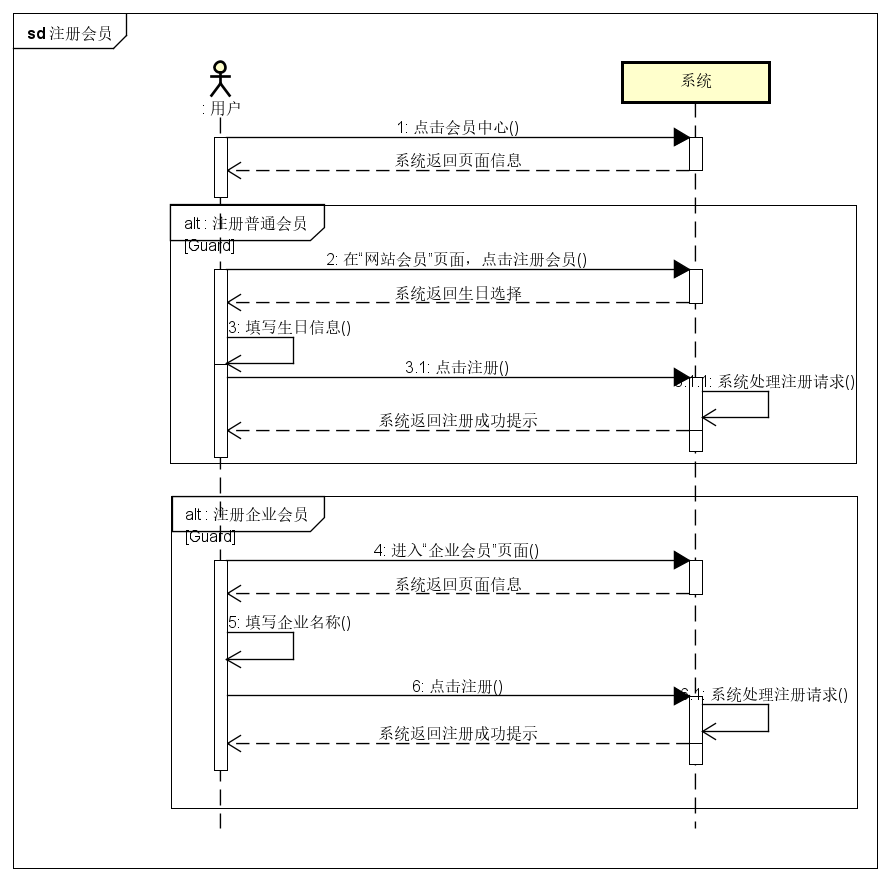 sd 注册会员
: 用户
系统
1: 点击会员中心()
系统返回页面信息
alt : 注册普通会员
[Guard]
2: 在“网站会员”页面，点击注册会员()
系统返回生日选择
3: 填写生日信息()
3.1: 点击注册()
3.1.1: 系统处理注册请求()
系统返回注册成功提示
alt : 注册企业会员
[Guard]
4: 进入“企业会员”页面()
系统返回页面信息
5: 填写企业名称()
6: 点击注册()
6.1: 系统处理注册请求()
系统返回注册成功提示